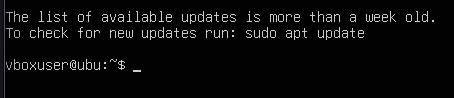 The list of available updates is more than a week old.
To check for new updates run: sudo apt update
vboxuser@ubu:~$ _